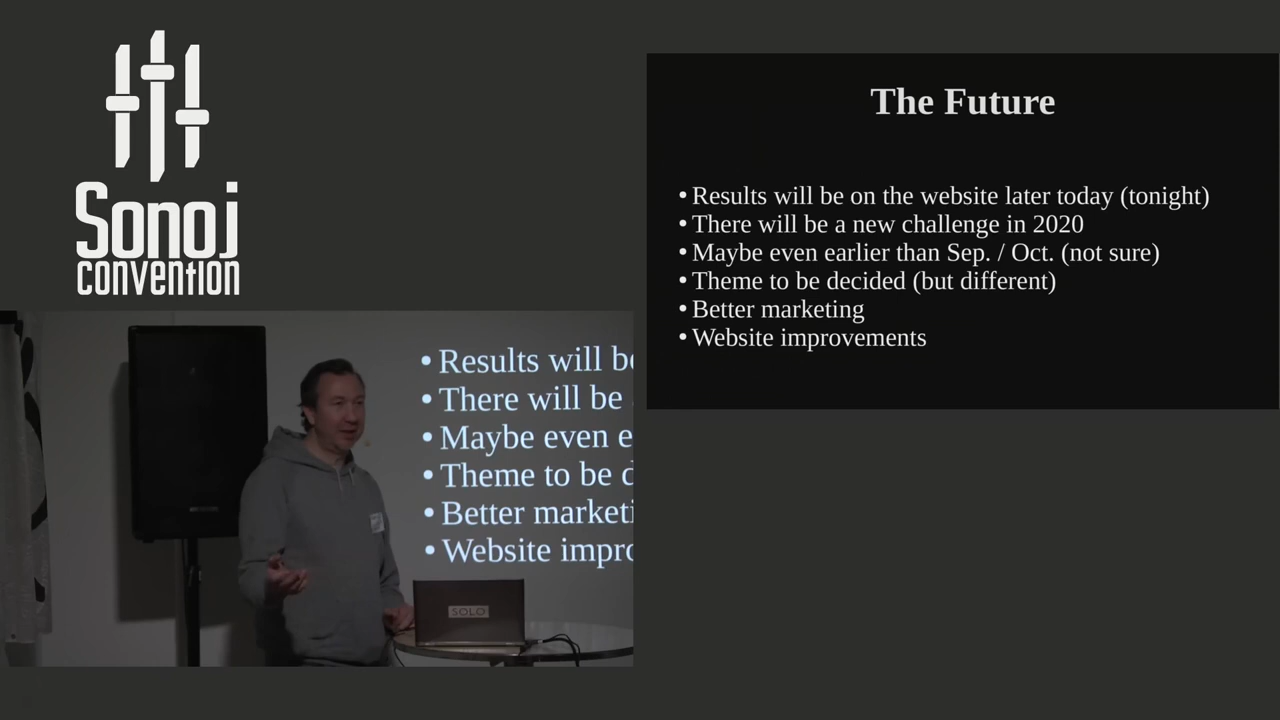 Sonoj
convention
The Future
• Results will be on the website later today (tonight)
• There will be a new challenge in 2020
• Maybe even earlier than Sep. / Oct. (not sure)
• Theme to be decided (but different)
• Better marketing
• Website improvements
• Results will be
• There will be
• Maybe even e
• Theme to be d
• Better marketi
• Website impro
SOLO